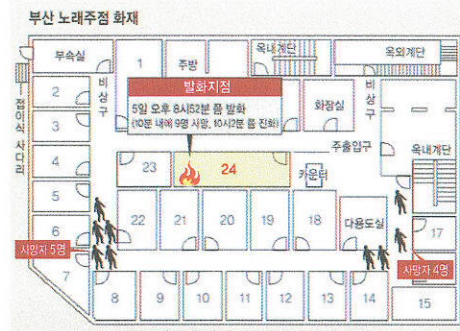 부산 노래주점 화재
부속실
1
주방
옥내계단
옥외계단
발화지점
5일 오후 8시52분 쯤 발화
(10분 내에 9명 사망, 10시2분 쯤 진화)
접이식 사다리
비상구
화장실
비상구
2
3
4
5
6
7
주출입구
옥내계단
23
24
카운터
22
21
20
19
18
다용도실
17
사망자 5명
사망자 4명
8
9
10
11
12
13
14
15